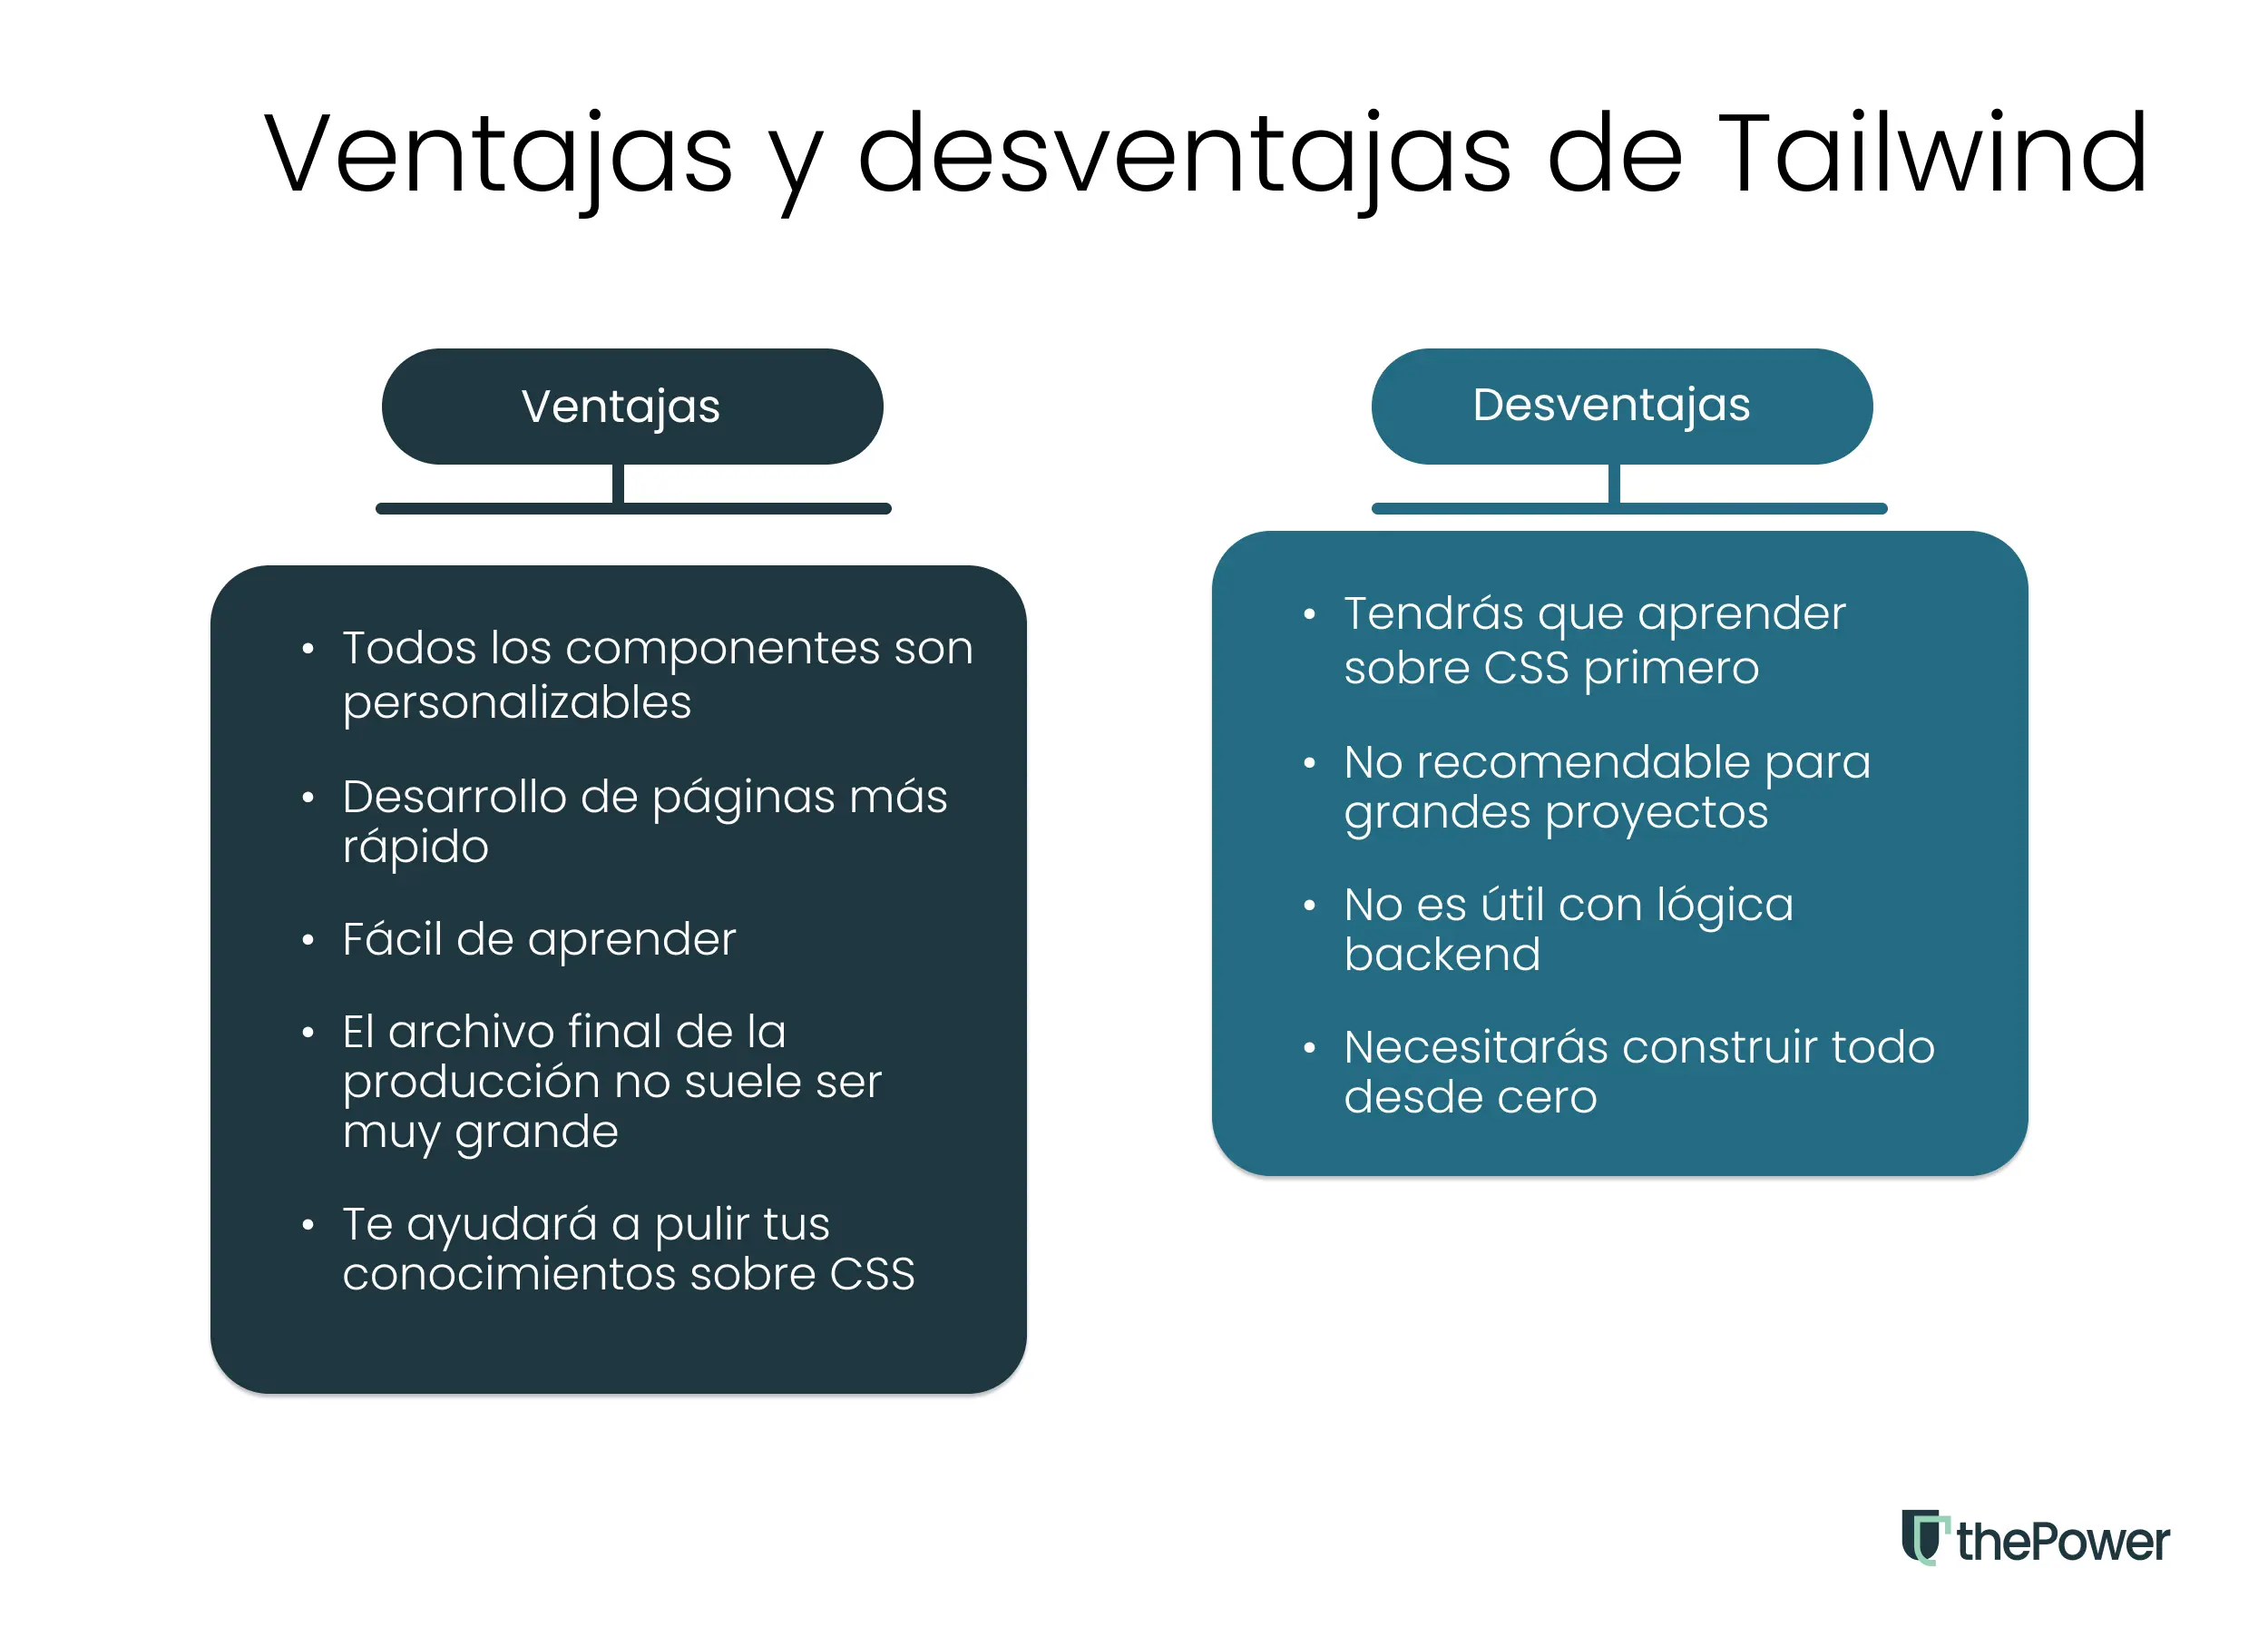 Ventajas y desventajas de Tailwind
Ventajas
• Todos los componentes son
personalizables
• Desarrollo de páginas más
rápido
• Fácil de aprender
• El archivo final de la
producción no suele ser
muy grande
• Te ayudará a pulir tus
conocimientos sobre CSS
Desventajas
• Tendrás que aprender
sobre CSS primero
• No recomendable para
grandes proyectos
• No es útil con lógica
backend
• Necesitarás construir todo
desde cero
thePower